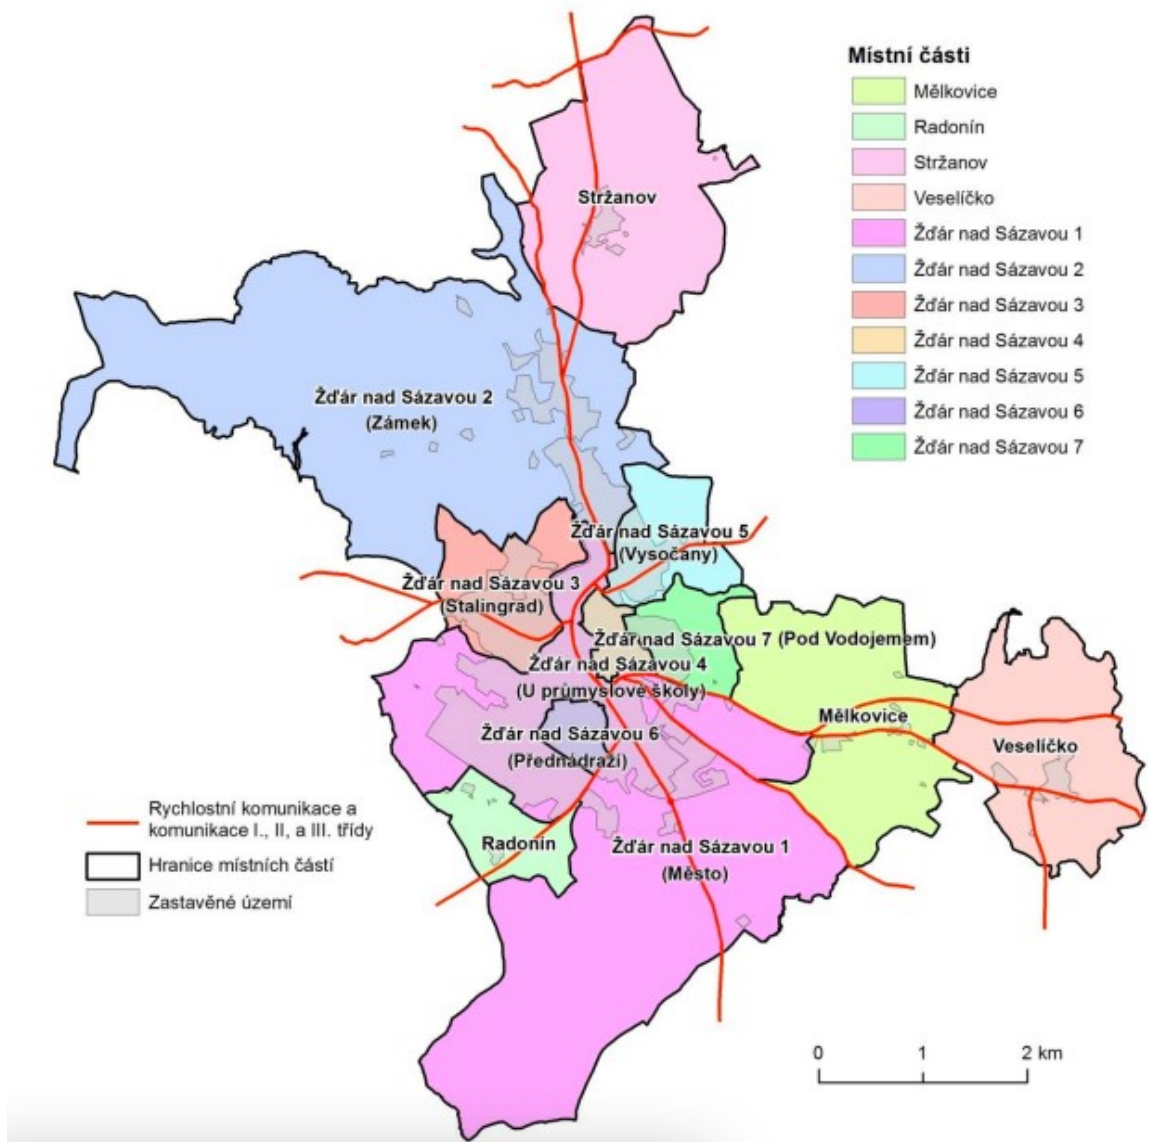 Místní části
Mělkovice
Radonín
Stržanov
Veselíčko
Žďár nad Sázavou 1
Žďár nad Sázavou 2
Žďár nad Sázavou 3
Žďár nad Sázavou 4
Žďár nad Sázavou 5
Žďár nad Sázavou 6
Žďár nad Sázavou 7
Stržanov
Žďár nad Sázavou 2
(Zámek)
Žďár nad Sázavou 5
(Vysočany)
Žďár nad Sázavou 3
(Stalingrad)
Žďár nad Sázavou 7 (Pod Vodojemem)
Žďár nad Sázavou 4
(U průmyslové školy)
Mělkovice
Žďár nad Sázavou 6
(Přednádraží)
Veselíčko
Radonín
Žďár nad Sázavou 1
(Město)
Rychlostní komunikace a
komunikace I., II, a III. třídy
Hranice místních částí
Zastavěné území
0 1 2 km